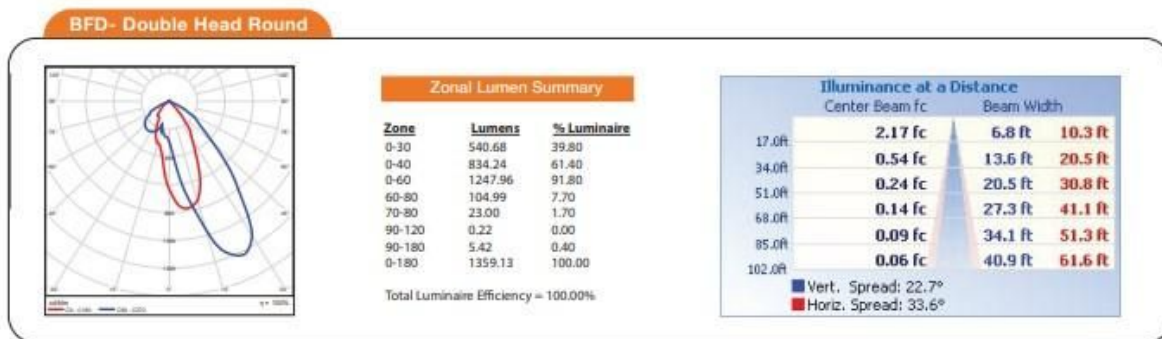 BFD- Double Head Round
Zonal Lumen Summary
Zone Lumens % Luminaire
0-30 540.68 39.80
0-40 834.24 61.40
0-60 1247.96 91.80
60-80 104.99 7.70
70-80 23.00 1.70
90-120 0.22 0.00
90-180 5.42 0.40
0-180 1359.13 100.00
Total Luminaire Efficiency = 100.00%
Illuminance at a Distance
Center Beam fc Beam Width
17.0ft 2.17 fc 6.8 ft 10.3 ft
34.0ft 0.54 fc 13.6 ft 20.5 ft
51.0ft 0.24 fc 20.5 ft 30.8 ft
68.0ft 0.14 fc 27.3 ft 41.1 ft
85.0ft 0.09 fc 34.1 ft 51.3 ft
102.0ft 0.06 fc 40.9 ft 61.6 ft
Vert. Spread: 22.7°
Horiz. Spread: 33.6°